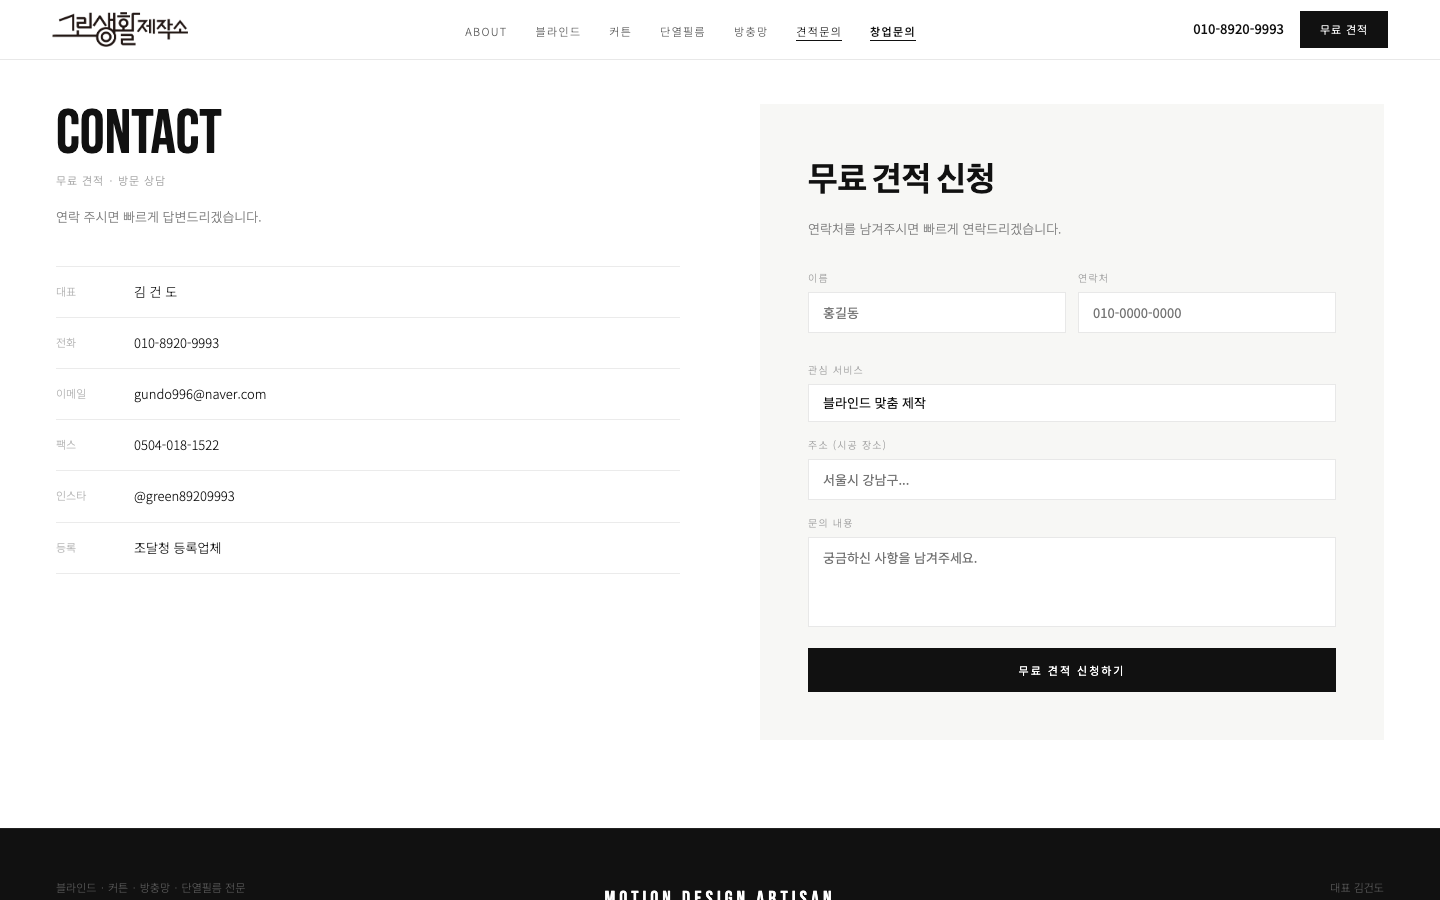 그린생활제작소
ABOUT 블라인드 커튼 단열필름 방충망 견적문의 창업문의
010-8920-9993 무료 견적
CONTACT
무료 견적 · 방문 상담
연락 주시면 빠르게 답변드리겠습니다.
대표 김 건 도
전화 010-8920-9993
이메일 gundo996@naver.com
팩스 0504-018-1522
인스타 @green89209993
등록 조달청 등록업체
무료 견적 신청
연락처를 남겨주시면 빠르게 연락드리겠습니다.
이름 연락처
홍길동 010-0000-0000
관심 서비스
블라인드 맞춤 제작
주소 (시공 장소)
서울시 강남구...
문의 내용
궁금하신 사항을 남겨주세요.
무료 견적 신청하기
블라인드 · 커튼 · 방충망 · 단열필름 전문
MOTION DESIGN ARTISAN
대표 김건도